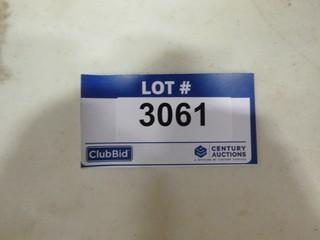 LOT #
3061
ClubBid
CENTURY
AUCTIONS